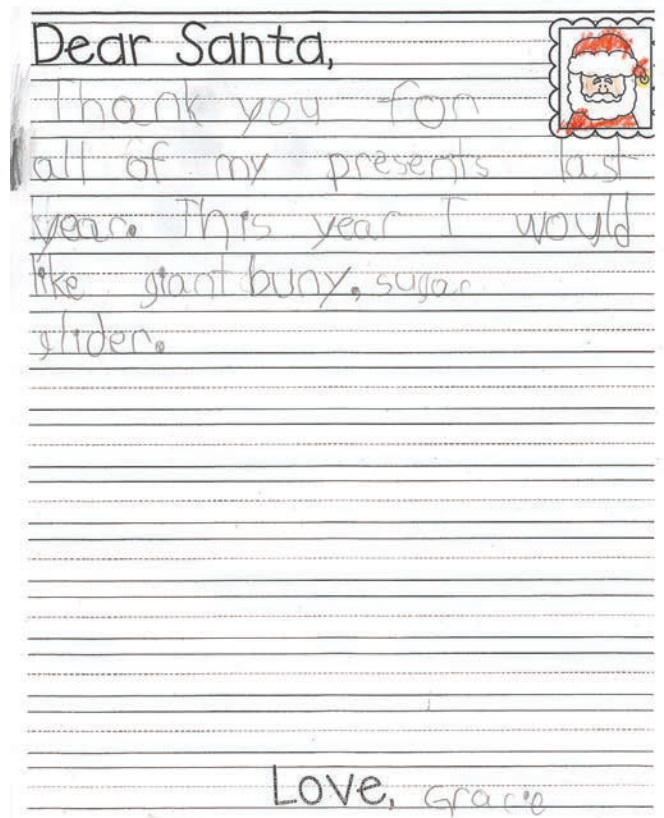 Dear Santa,
Thank you for
all of my presents last
year. This year I would
like giant buny, sugar
glider.
Love, Gracie